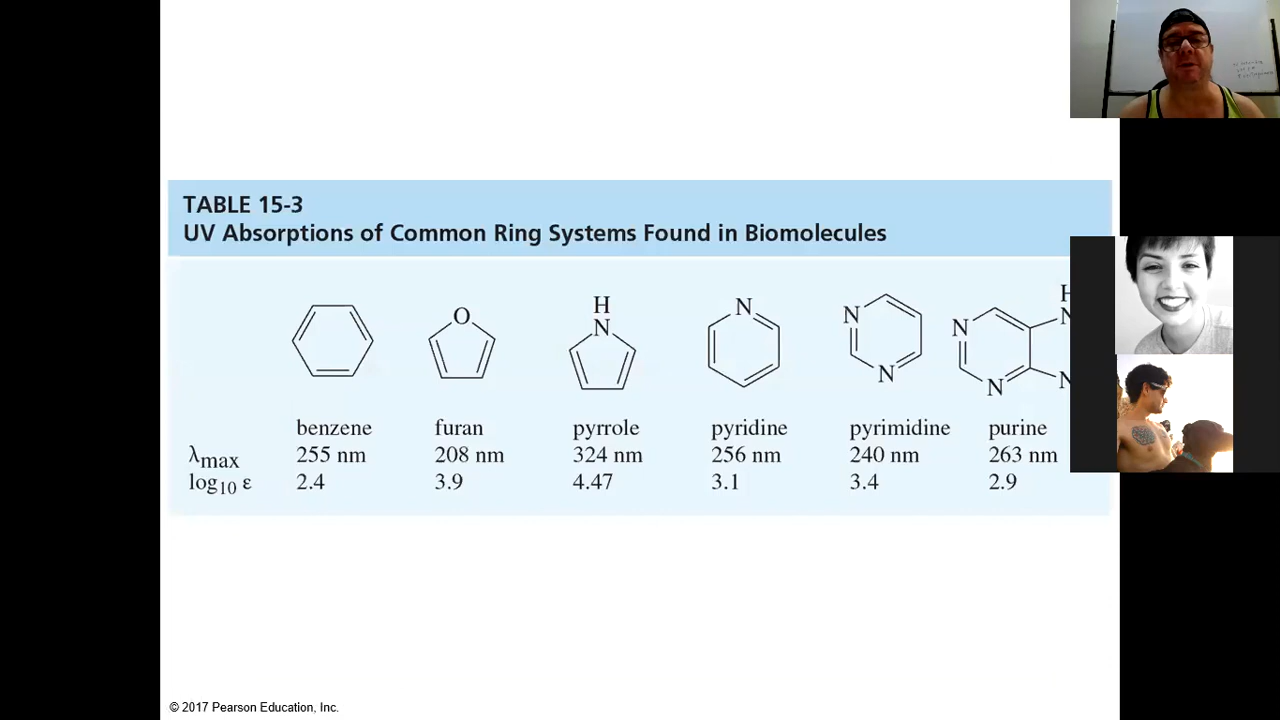 TABLE 15-3
UV Absorptions of Common Ring Systems Found in Biomolecules
O
H
N
N
N
N
N
N
H
N
N
benzene furan pyrrole pyridine pyrimidine purine
λmax 255 nm 208 nm 324 nm 256 nm 240 nm 263 nm
log10 ε 2.4 3.9 4.47 3.1 3.4 2.9
© 2017 Pearson Education, Inc.